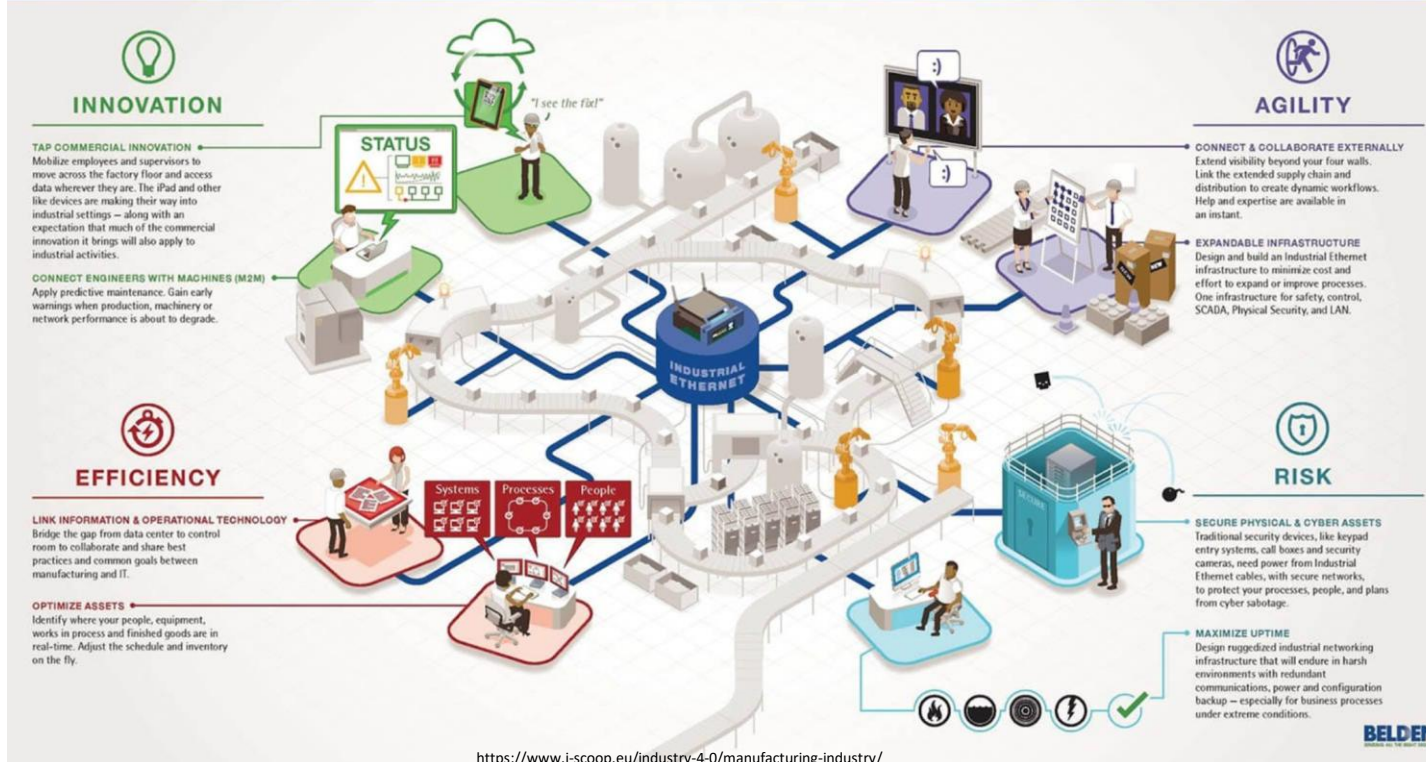 INNOVATION
TAP COMMERCIAL INNOVATION
Mobilize employees and supervisors to
move across the factory floor and access
data wherever they are. The iPad and other
like devices are making their way into
industrial settings – along with an
expectation that much of the commercial
innovation it brings will also apply to
industrial activities.
CONNECT ENGINEERS WITH MACHINES (M2M)
Apply predictive maintenance. Gain early
warnings when production, machinery or
network performance is about to degrade.
STATUS
"I see the fix!"
:)
:)
AGILITY
CONNECT & COLLABORATE EXTERNALLY
Extend visibility beyond your four walls.
Link the extended supply chain and
distribution to create dynamic workflows.
Help and expertise are available in
an instant.
EXPANDABLE INFRASTRUCTURE
Design and build an Industrial Ethernet
infrastructure to minimize cost and
effort to expand or improve processes.
One infrastructure for safety, control,
SCADA, Physical Security, and LAN.
NEW
INDUSTRIAL
ETHERNET
EFFICIENCY
LINK INFORMATION & OPERATIONAL TECHNOLOGY
Bridge the gap from data center to control
room to collaborate and share best
practices and common goals between
manufacturing and IT.
OPTIMIZE ASSETS
Identify where your people, equipment,
works in process and finished goods are in
real-time. Adjust the schedule and inventory
on the fly.
Systems
Processes
People
SECURE
RISK
SECURE PHYSICAL & CYBER ASSETS
Traditional security devices, like keypad
entry systems, call boxes and security
cameras, need power from Industrial
Ethernet cables, with secure networks,
to protect your processes, people, and plans
from cyber sabotage.
MAXIMIZE UPTIME
Design ruggedized industrial networking
infrastructure that will endure in harsh
environments with redundant
communications, power and configuration
backup – especially for business processes
under extreme conditions.
BELDEN
https://www.i-scoop.eu/industry-4-0/manufacturing-industry/